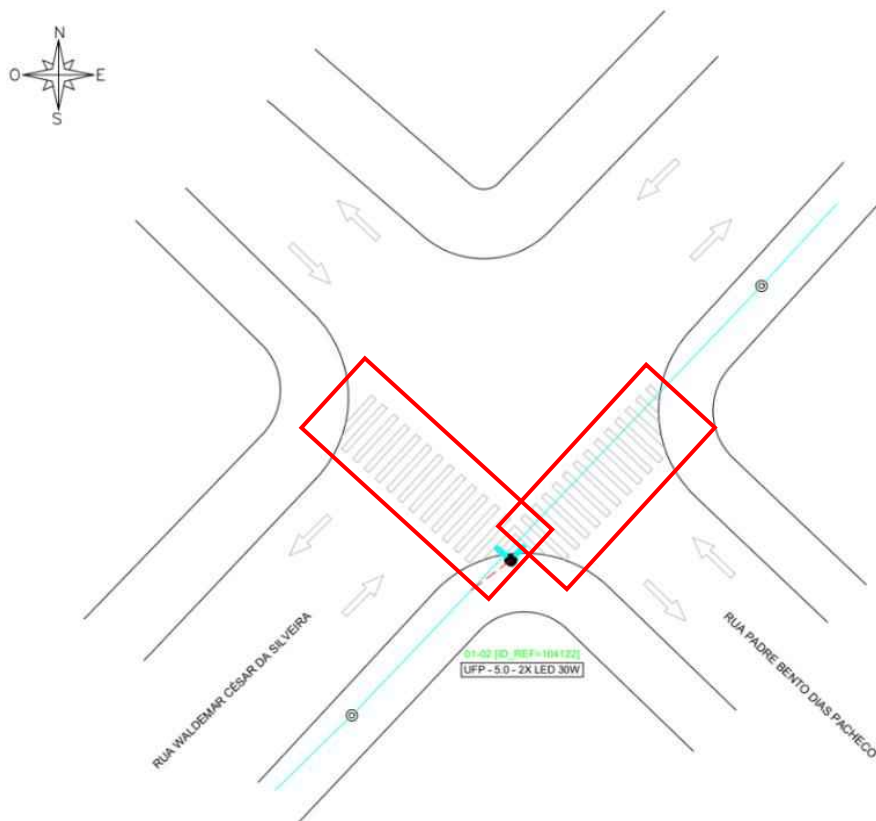 N
O E
S
01-02 [ID_REF=104122]
UFP - 5.0 - 2X LED 30W
RUA WALDEMAR CÉSAR DA SILVEIRA
RUA PADRE BENTO DIAS PACHECO